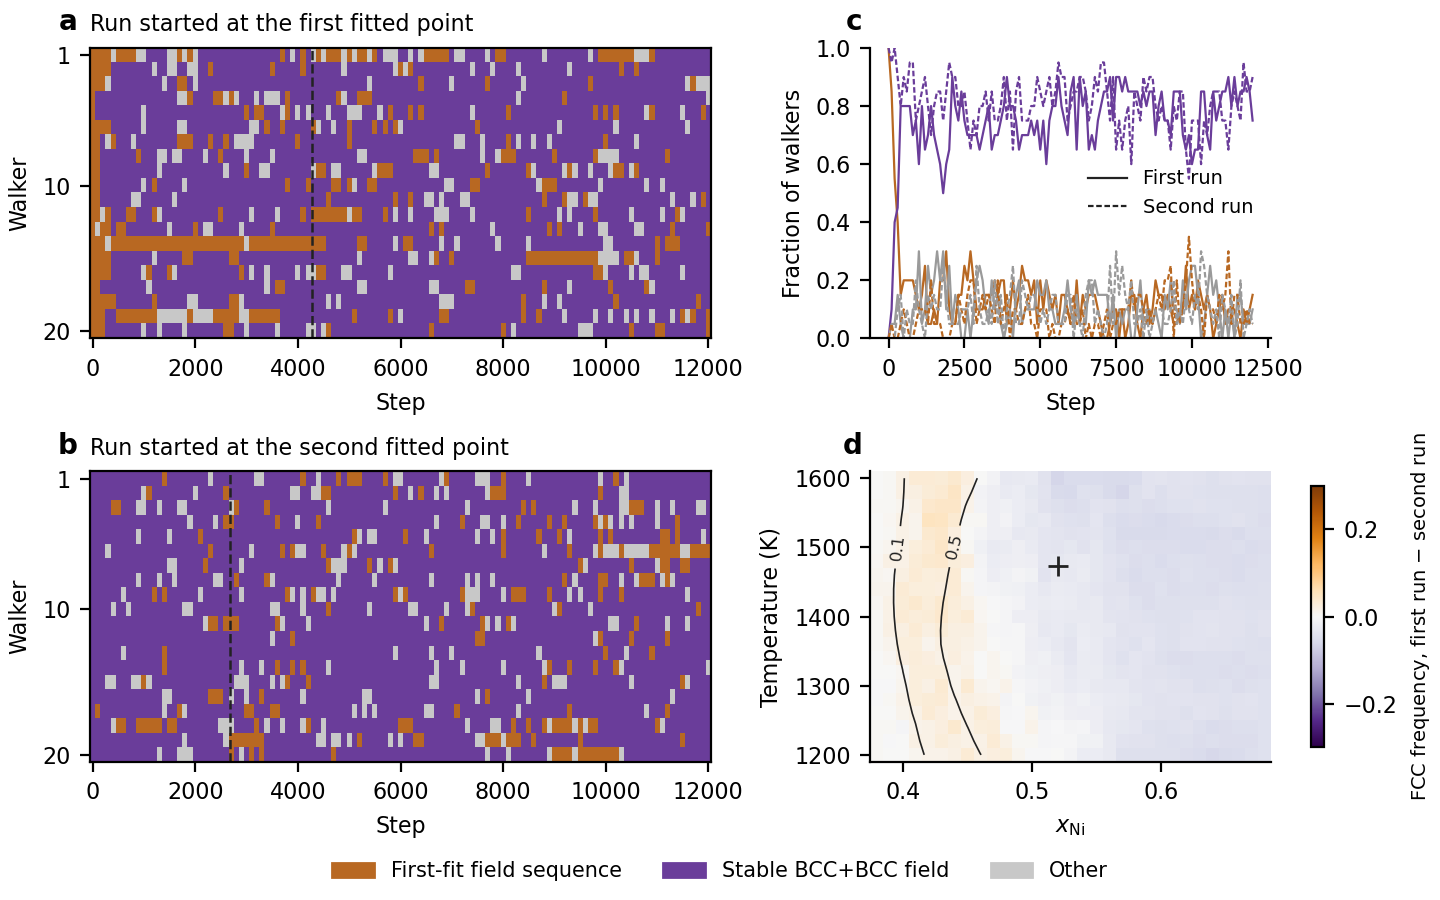 a Run started at the first fitted point
1
10
20
Walker
0 2000 4000 6000 8000 10000 12000
Step
c
1.0
0.8
0.6
0.4
0.2
0.0
Fraction of walkers
First run
Second run
0 2500 5000 7500 10000 12500
Step
b Run started at the second fitted point
1
10
20
Walker
0 2000 4000 6000 8000 10000 12000
Step
d
1600
1500
1400
1300
1200
Temperature (K)
0.1
0.5
0.4 0.5 0.6
xNi
0.2
0.0
−0.2
FCC frequency, first run − second run
First-fit field sequence Stable BCC+BCC field Other